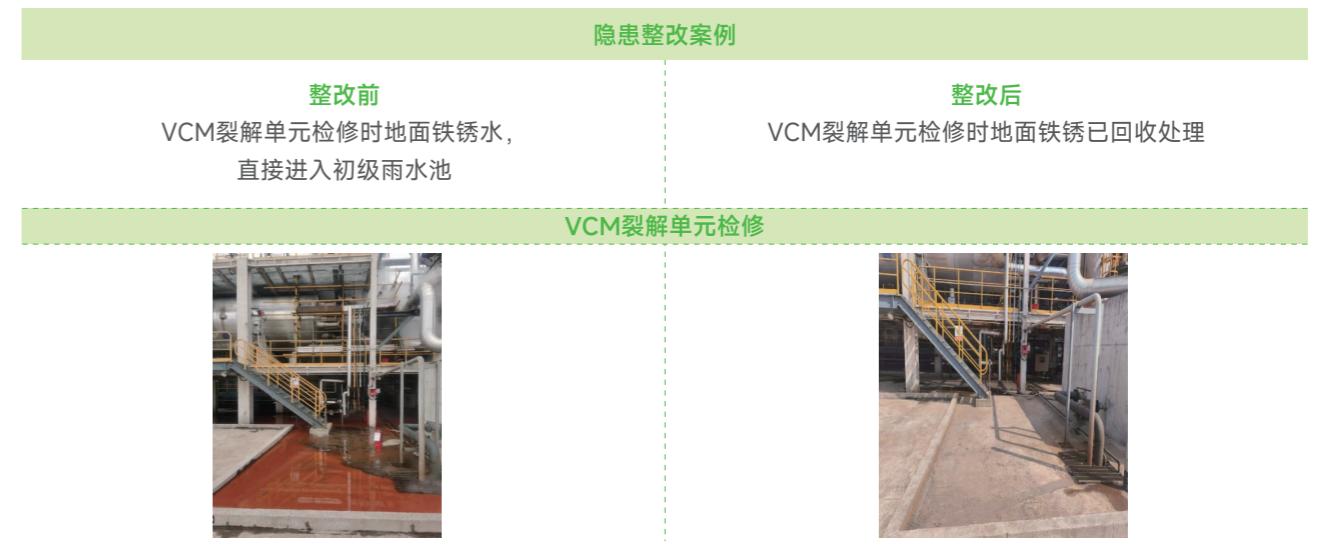 隐患整改案例
整改前
VCM裂解单元检修时地面铁锈水，
直接进入初级雨水池
整改后
VCM裂解单元检修时地面铁锈已回收处理
VCM裂解单元检修